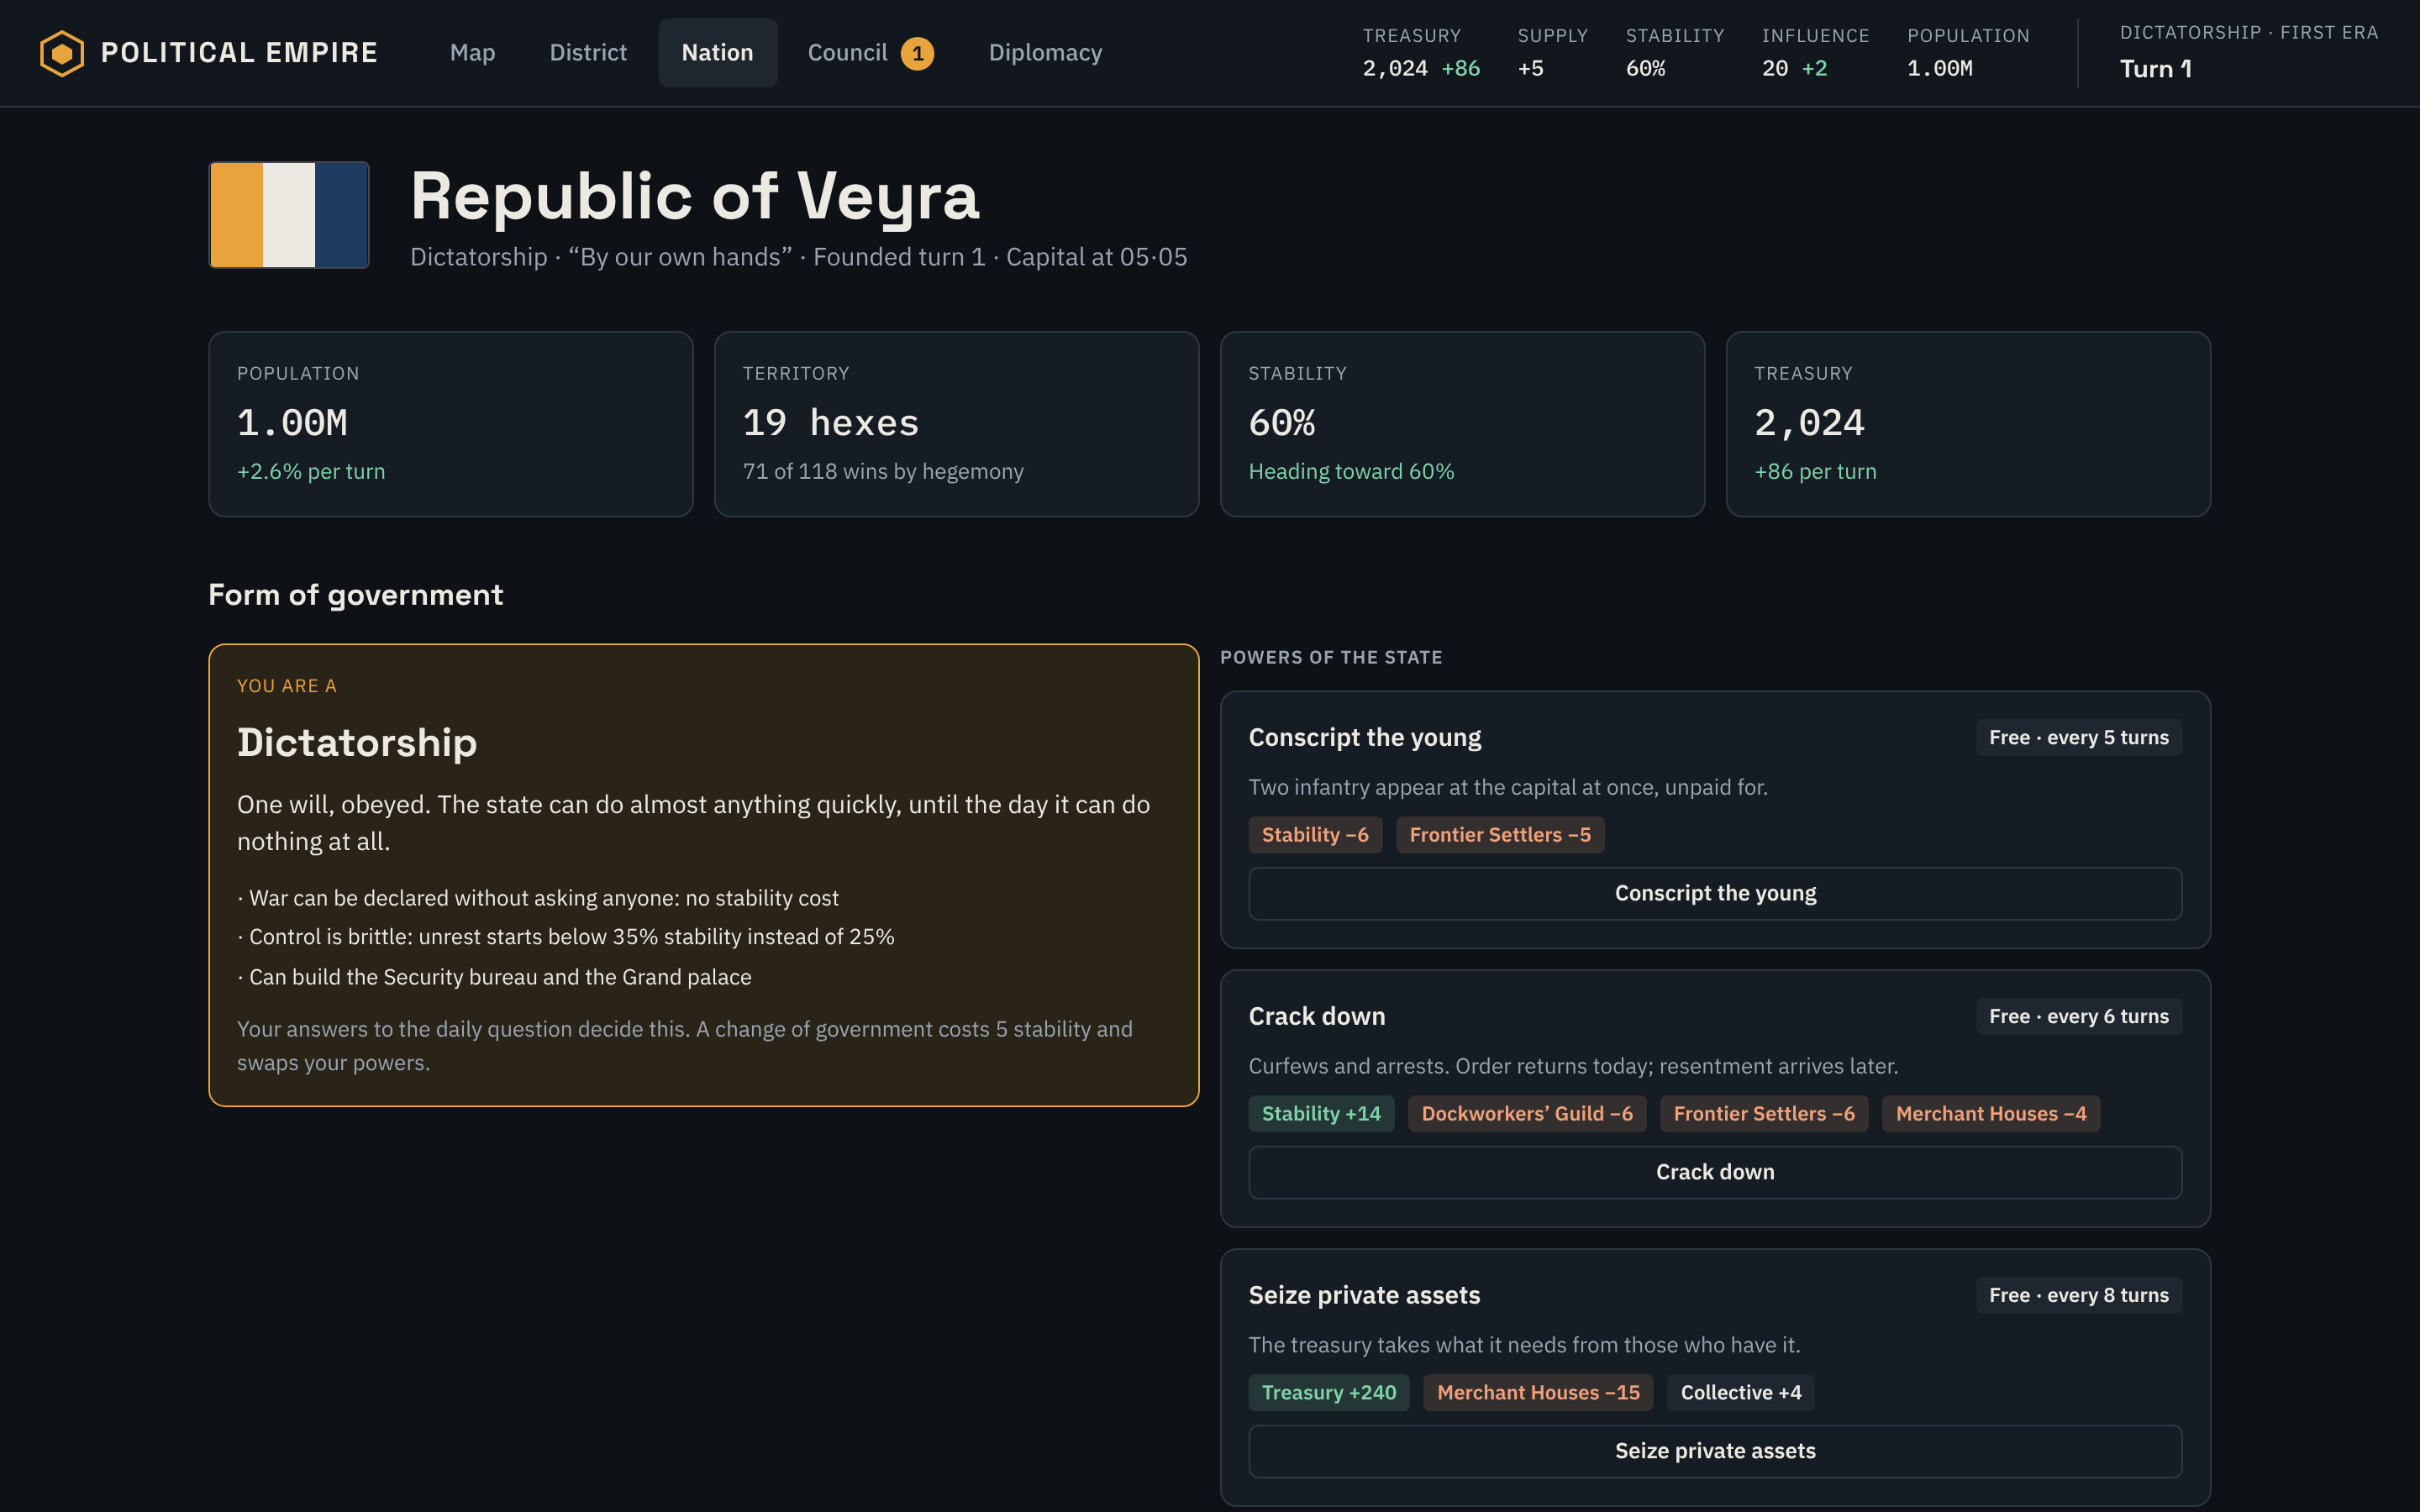 POLITICAL EMPIRE
Map
District
Nation
Council 1
Diplomacy
TREASURY
2,024 +86
SUPPLY
+5
STABILITY
60%
INFLUENCE
20 +2
POPULATION
1.00M
DICTATORSHIP · FIRST ERA
Turn 1
Republic of Veyra
Dictatorship · “By our own hands” · Founded turn 1 · Capital at 05·05
POPULATION
1.00M
+2.6% per turn
TERRITORY
19 hexes
71 of 118 wins by hegemony
STABILITY
60%
Heading toward 60%
TREASURY
2,024
+86 per turn
Form of government
YOU ARE A
Dictatorship
One will, obeyed. The state can do almost anything quickly, until the day it can do
nothing at all.
· War can be declared without asking anyone: no stability cost
· Control is brittle: unrest starts below 35% stability instead of 25%
· Can build the Security bureau and the Grand palace
Your answers to the daily question decide this. A change of government costs 5 stability and
swaps your powers.
POWERS OF THE STATE
Conscript the young
Free · every 5 turns
Two infantry appear at the capital at once, unpaid for.
Stability −6
Frontier Settlers −5
Conscript the young
Crack down
Free · every 6 turns
Curfews and arrests. Order returns today; resentment arrives later.
Stability +14
Dockworkers’ Guild −6
Frontier Settlers −6
Merchant Houses −4
Crack down
Seize private assets
Free · every 8 turns
The treasury takes what it needs from those who have it.
Treasury +240
Merchant Houses −15
Collective +4
Seize private assets